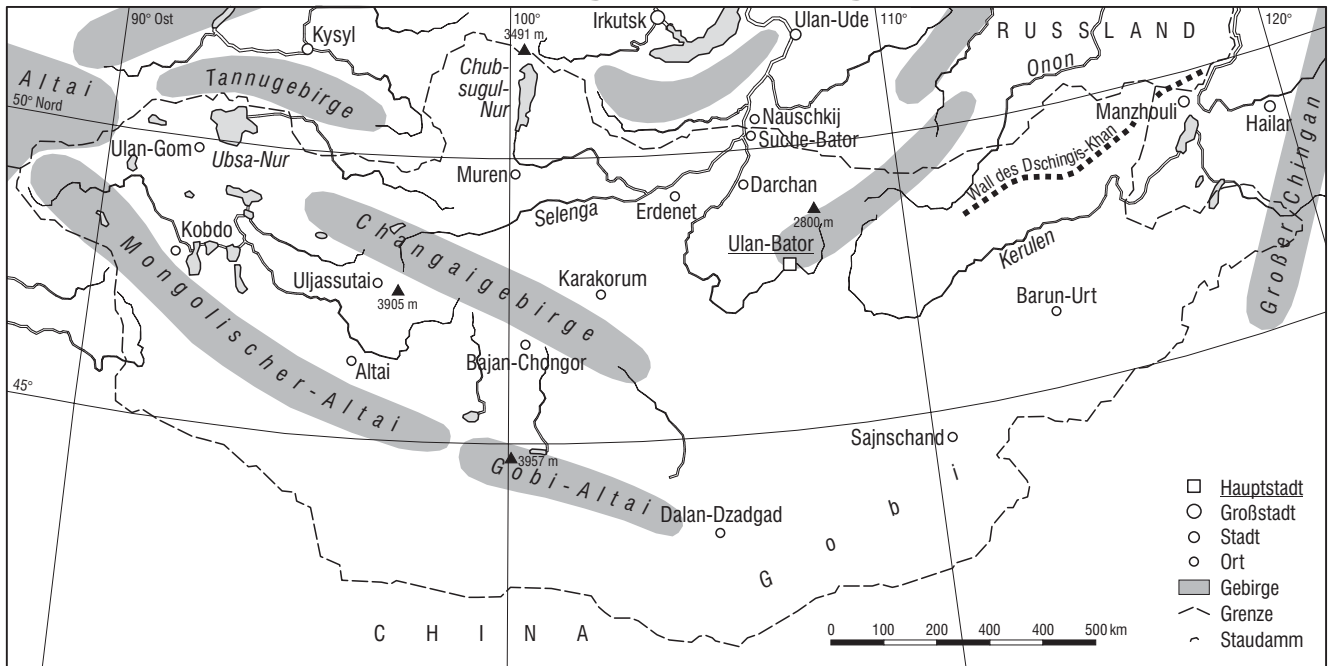 90° Ost
100°
110°
120°
Irkutsk
Ulan-Ude
RUSSLAND
Kysyl
3491 m
Altai
50° Nord
Tannugebirge
Chub-
sugul-
Nur
Onon
Nauschkij
Suche-Bator
Manzhouli
Hailar
Ulan-Gom
Ubsa-Nur
Muren
Darchan
Wall des Dschingis-Khan
Selenga
Erdenet
2800 m
Großer Chingan
Kobdo
Changaigebirge
Ulan-Bator
Kerulen
Mongolischer-Altai
Uljassutai
3905 m
Karakorum
Barun-Urt
Altai
Bajan-Chongor
45°
Sajnschand
3957 m
Gobi-Altai
Dalan-Dzadgad
Gobi
CHINA
Hauptstadt
Großstadt
Stadt
Ort
Gebirge
Grenze
Staudamm
0 100 200 400 400 500 km